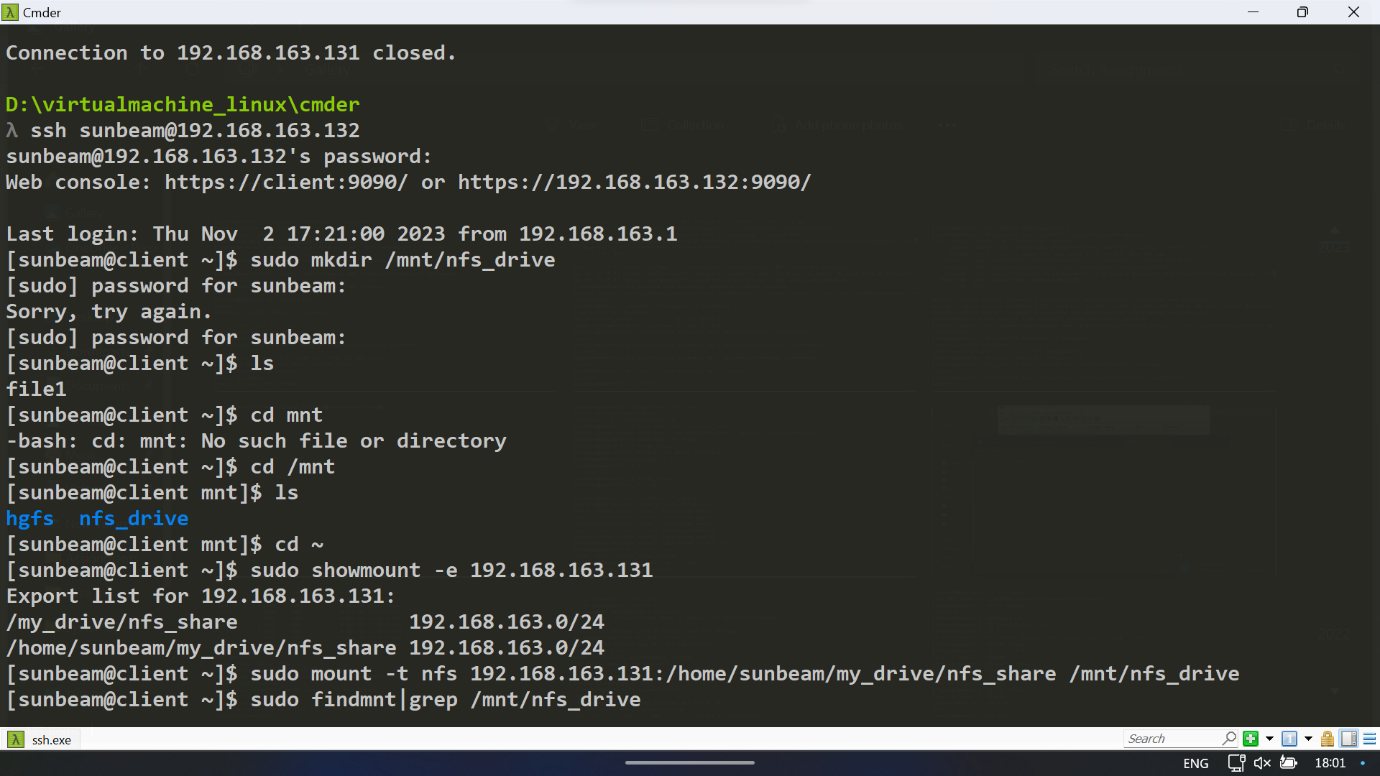 Cmder
Connection to 192.168.163.131 closed.
D:\virtualmachine_linux\cmder
λ ssh sunbeam@192.168.163.132
sunbeam@192.168.163.132's password:
Web console: https://client:9090/ or https://192.168.163.132:9090/
Last login: Thu Nov  2 17:21:00 2023 from 192.168.163.1
[sunbeam@client ~]$ sudo mkdir /mnt/nfs_drive
[sudo] password for sunbeam:
Sorry, try again.
[sudo] password for sunbeam:
[sunbeam@client ~]$ ls
file1
[sunbeam@client ~]$ cd mnt
-bash: cd: mnt: No such file or directory
[sunbeam@client ~]$ cd /mnt
[sunbeam@client mnt]$ ls
hgfs  nfs_drive
[sunbeam@client mnt]$ cd ~
[sunbeam@client ~]$ sudo showmount -e 192.168.163.131
Export list for 192.168.163.131:
/my_drive/nfs_share              192.168.163.0/24
/home/sunbeam/my_drive/nfs_share 192.168.163.0/24
[sunbeam@client ~]$ sudo mount -t nfs 192.168.163.131:/home/sunbeam/my_drive/nfs_share /mnt/nfs_drive
[sunbeam@client ~]$ sudo findmnt|grep /mnt/nfs_drive
λ ssh.exe
Search
ENG 18:01